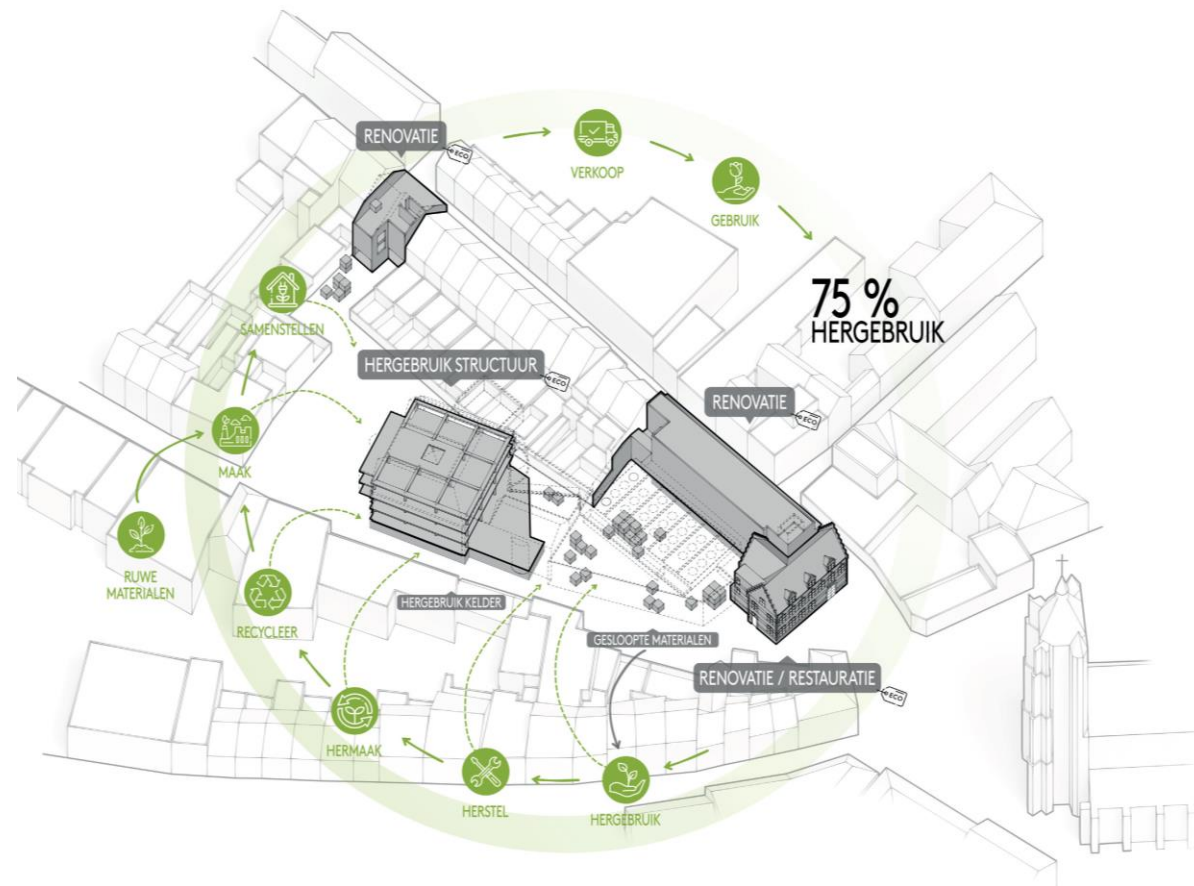 RENOVATIE
ECO
VERKOOP
GEBRUIK
75 %
HERGEBRUIK
SAMENSTELLEN
HERGEBRUIK STRUCTUUR
ECO
RENOVATIE
ECO
MAAK
RUWE
MATERIALEN
RECYCLEER
HERGEBRUIK KELDER
GESLOOPTE MATERIALEN
RENOVATIE / RESTAURATIE
ECO
HERMAAK
HERSTEL
HERGEBRUIK